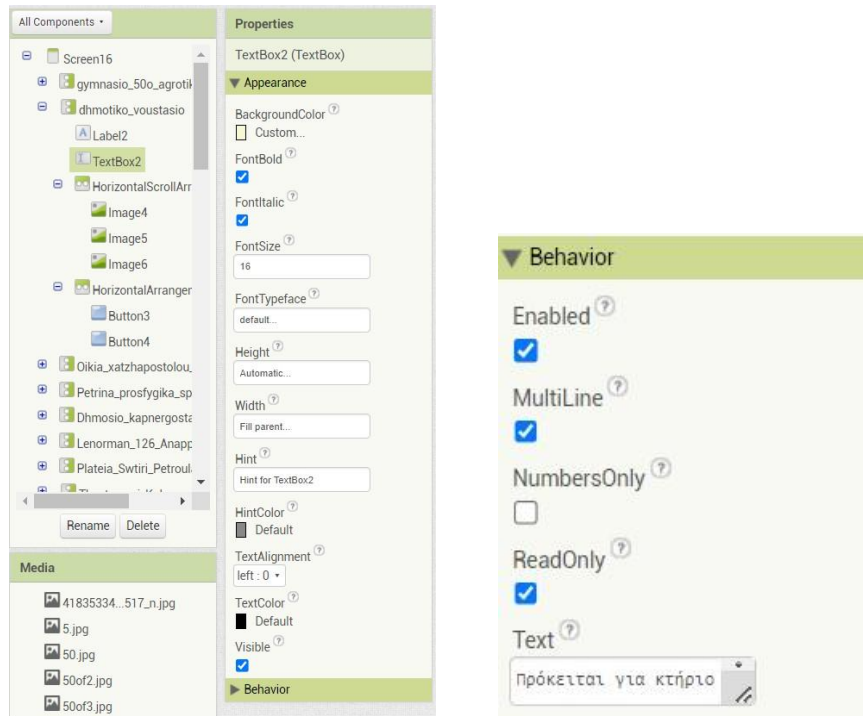 All Components
Screen16
gymnasio_50o_agrotik
dhmotiko_voustasio
Label2
TextBox2
HorizontalScrollArr
Image4
Image5
Image6
HorizontalArranger
Button3
Button4
Oikia_xatzhapostolou_
Petrina_prosfygika_sp
Dhmosio_kapnergosta
Lenorman_126_Anapp
Plateia_Swtiri_Petroul
Rename Delete
Media
41835334...517_n.jpg
5.jpg
50.jpg
50of2.jpg
50of3.jpg
Properties
TextBox2 (TextBox)
Appearance
BackgroundColor ?
Custom...
FontBold ?
FontItalic ?
FontSize ?
16
FontTypeface ?
default...
Height ?
Automatic...
Width ?
Fill parent...
Hint ?
Hint for TextBox2
HintColor ?
Default
TextAlignment ?
left : 0
TextColor ?
Default
Visible ?
Behavior
Behavior
Enabled ?
MultiLine ?
NumbersOnly ?
ReadOnly ?
Text ?
Πρόκειται για κτήριο